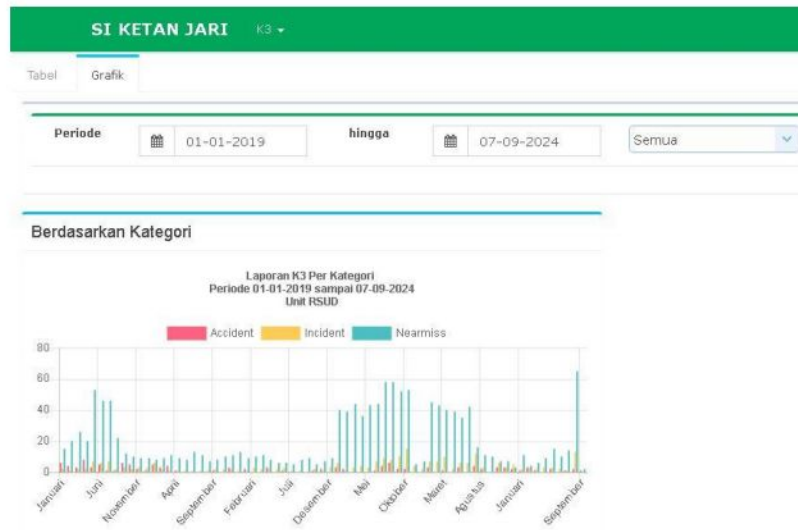 SI KETAN JARI K3
Tabel Grafik
Periode 01-01-2019 hingga 07-09-2024 Semua
Berdasarkan Kategori
Laporan K3 Per Kategori
Periode 01-01-2019 sampai 07-09-2024
Unit RSUD
Accident Incident Nearmiss
80
60
40
20
0
Januari Juni November April September Februari Juli Desember Mei Oktober Maret Agustus Januari September